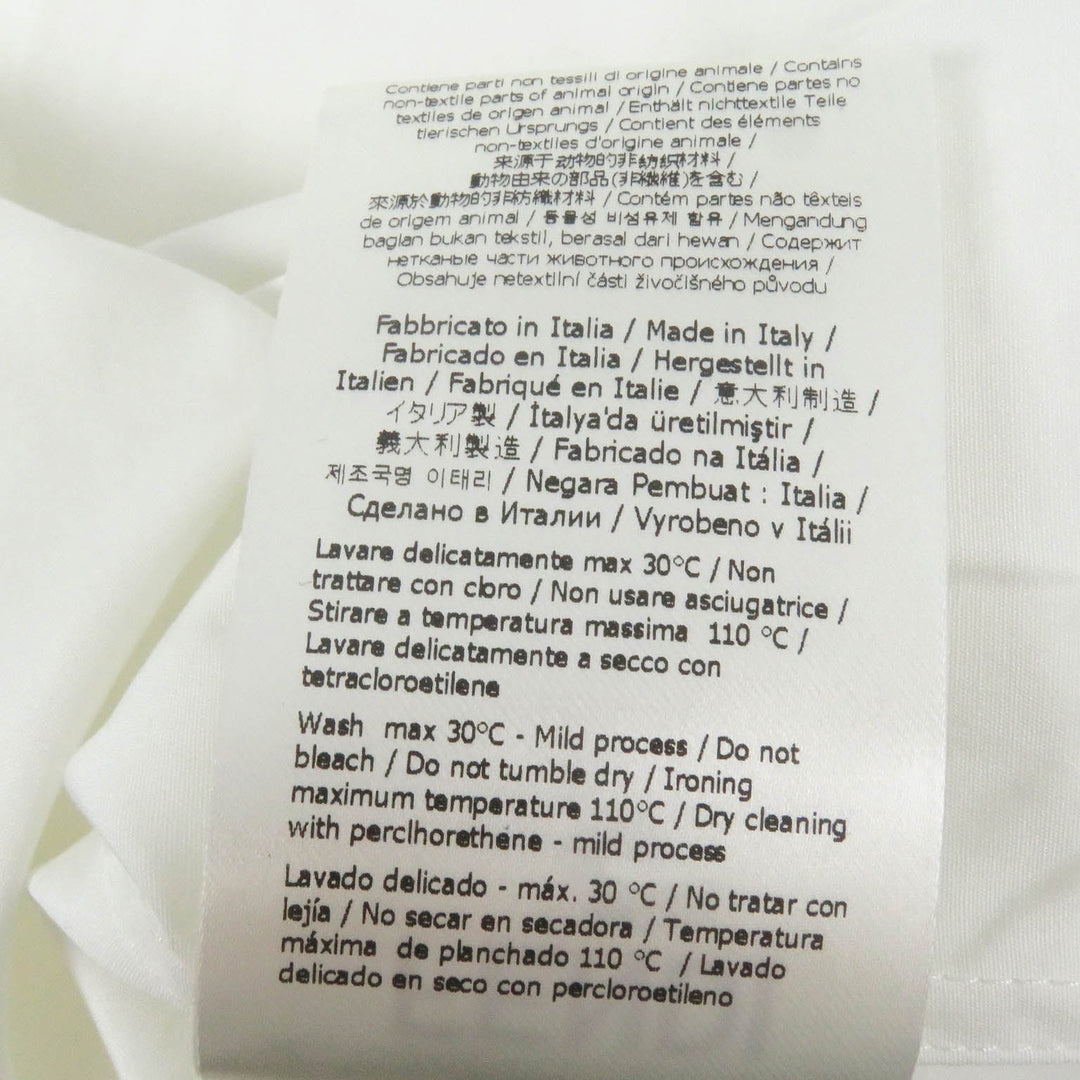 Contiene parti non tessili di origine animale / Contains
non-textile parts of animal origin / Contiene partes no
textiles de origen animal / Enthält nichttextile Teile
tierischen Ursprungs / Contient des éléments
non-textiles d'origine animale /
来源于动物的非纺织材料 /
動物由来の部品(非繊維)を含む /
來源於動物的非紡織材料 / Contém partes não têxteis
de origem animal / 동물성 비섬유제 함유 / Mengandung
bagian bukan tekstil, berasal dari hewan / Содержит
нетканые части животного происхождения /
Obsahuje netextilní části živočišného původu
Fabbricato in Italia / Made in Italy /
Fabricado en Italia / Hergestellt in
Italien / Fabriqué en Italie / 意大利制造 /
イタリア製 / İtalya'da üretilmiştir /
義大利製造 / Fabricado na Itália /
제조국명 이태리 / Negara Pembuat : Italia /
Сделано в Италии / Vyrobeno v Itálii
Lavare delicatamente max 30°C / Non
trattare con cloro / Non usare asciugatrice /
Stirare a temperatura massima 110 °C /
Lavare delicatamente a secco con
tetracloroetilene
Wash max 30°C - Mild process / Do not
bleach / Do not tumble dry / Ironing
maximum temperature 110°C / Dry cleaning
with perclhorethene - mild process
Lavado delicado - máx. 30 °C / No tratar con
lejía / No secar en secadora / Temperatura
máxima de planchado 110 °C / Lavado
delicado en seco con percloroetileno